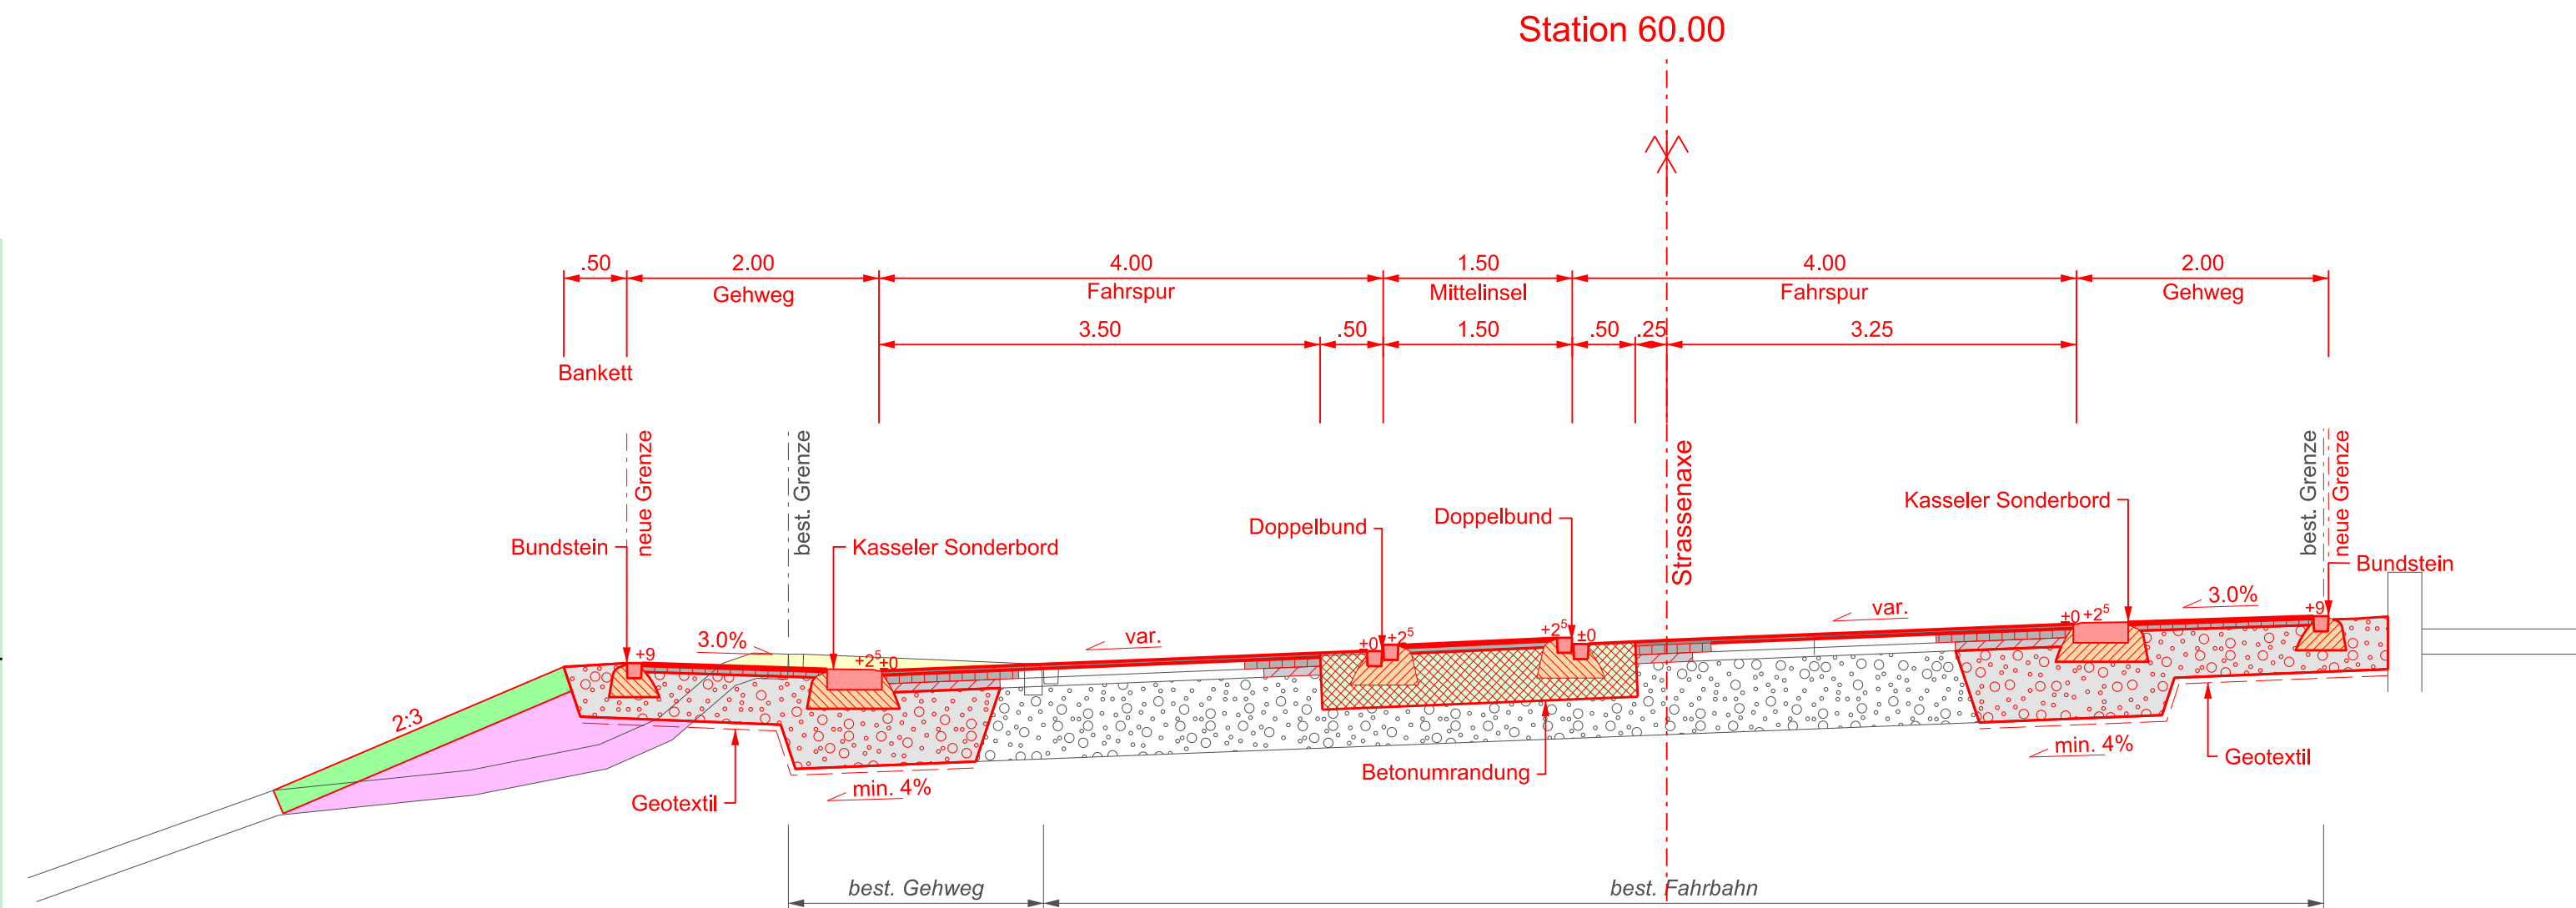 Station 60.00
.50
2.00
4.00
1.50
4.00
2.00
Gehweg
Fahrspur
Mittelinsel
Fahrspur
Gehweg
3.50
.50
1.50
.50
.25
3.25
Bankett
neue Grenze
best. Grenze
Strassenaxe
best. Grenze
neue Grenze
Bundstein
Kasseler Sonderbord
Doppelbund
Doppelbund
Kasseler Sonderbord
Bundstein
+9
3.0%
+2⁵
±0
var.
±0
+2⁵
+2⁵
±0
var.
±0
+2⁵
3.0%
+9
2:3
Geotextil
min. 4%
Betonumrandung
min. 4%
Geotextil
best. Gehweg
best. Fahrbahn